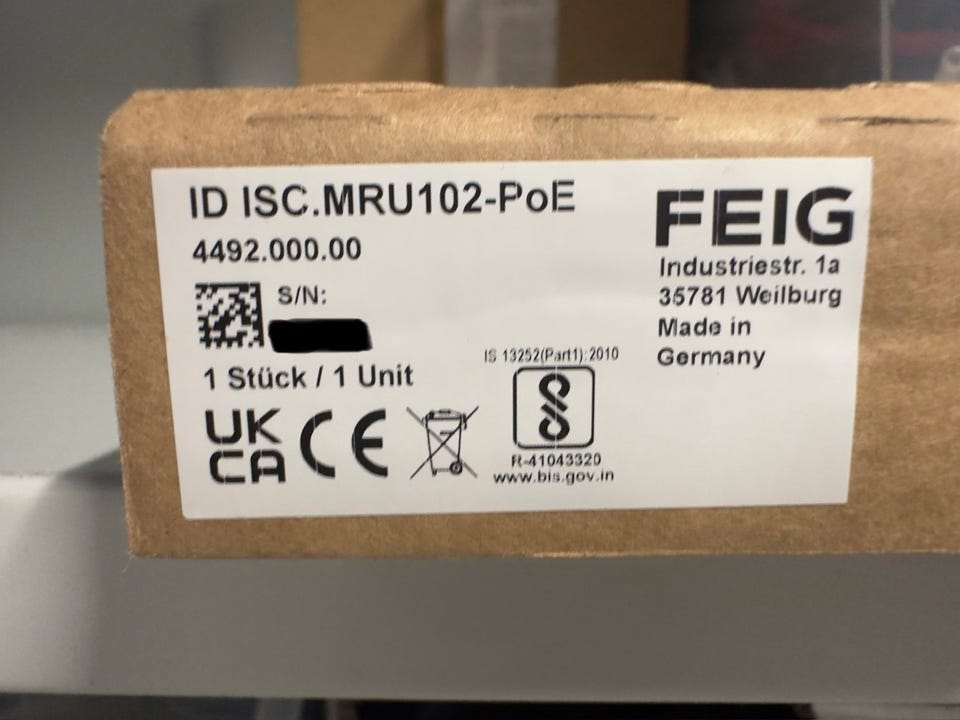 ID ISC.MRU102-PoE
4492.000.00
S/N:
1 Stück / 1 Unit
UK
CA
CE
IS 13252(Part1):2010
R-41043320
www.bis.gov.in
FEIG
Industriestr. 1a
35781 Weilburg
Made in
Germany